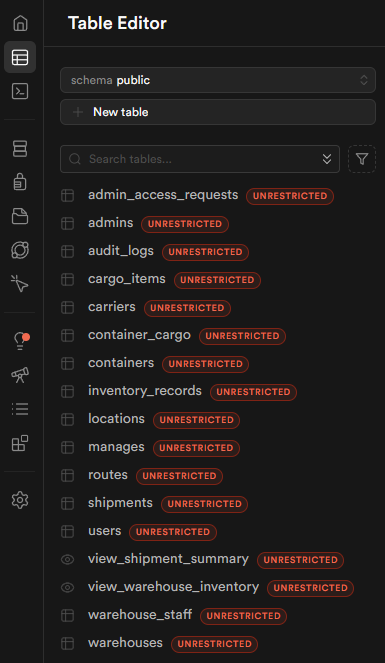 Table Editor
schema public
New table
Search tables...
admin_access_requests UNRESTRICTED
admins UNRESTRICTED
audit_logs UNRESTRICTED
cargo_items UNRESTRICTED
carriers UNRESTRICTED
container_cargo UNRESTRICTED
containers UNRESTRICTED
inventory_records UNRESTRICTED
locations UNRESTRICTED
manages UNRESTRICTED
routes UNRESTRICTED
shipments UNRESTRICTED
users UNRESTRICTED
view_shipment_summary UNRESTRICTED
view_warehouse_inventory UNRESTRICTED
warehouse_staff UNRESTRICTED
warehouses UNRESTRICTED